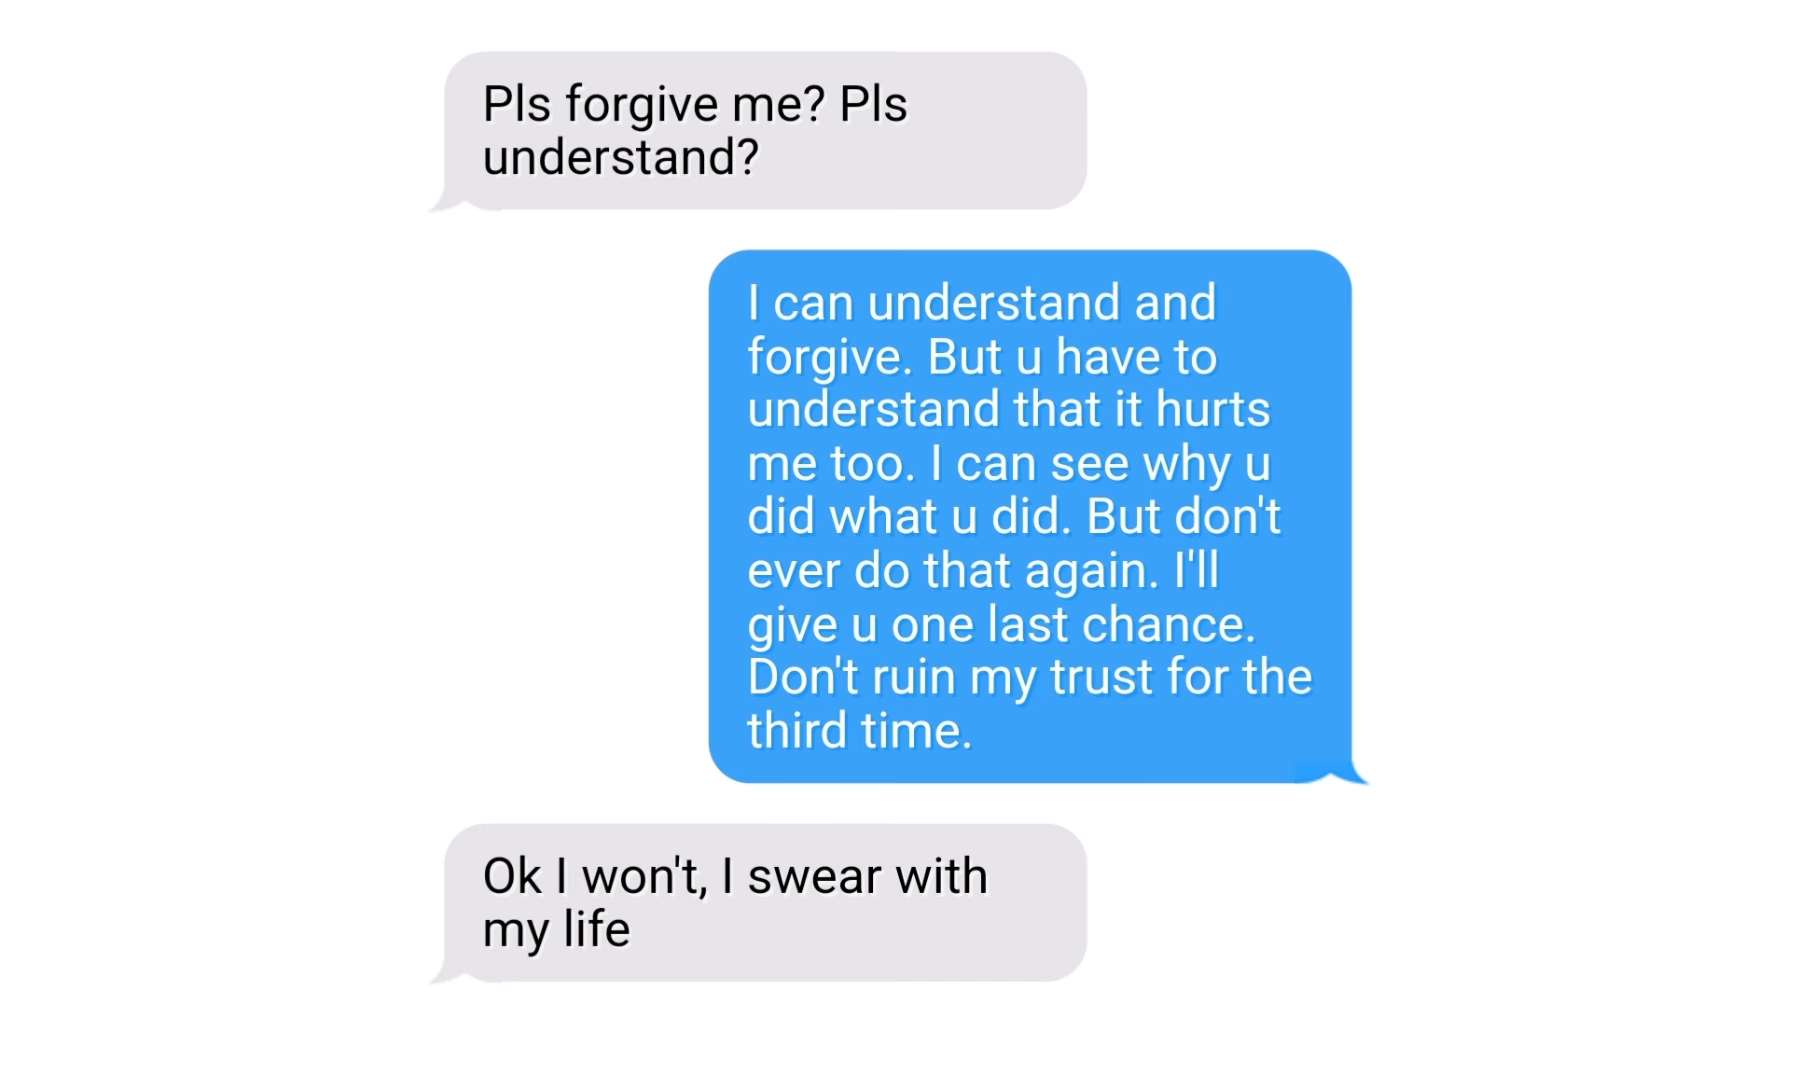 Pls forgive me? Pls
understand?
I can understand and
forgive. But u have to
understand that it hurts
me too. I can see why u
did what u did. But don't
ever do that again. I'll
give u one last chance.
Don't ruin my trust for the
third time.
Ok I won't, I swear with
my life